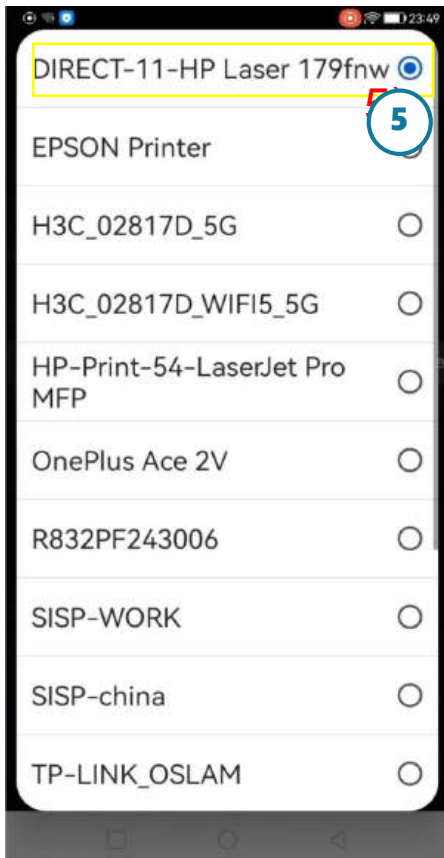 23:49
DIRECT-11-HP Laser 179fnw
5
EPSON Printer
H3C_02817D_5G
H3C_02817D_WIFI5_5G
HP-Print-54-LaserJet Pro
MFP
OnePlus Ace 2V
R832PF243006
SISP-WORK
SISP-china
TP-LINK_OSLAM